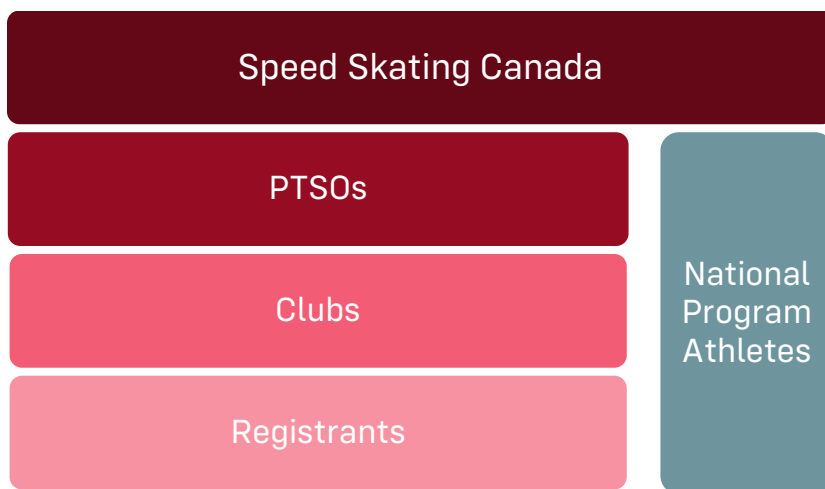 Speed Skating Canada
PTSOs
Clubs
Registrants
National
Program
Athletes